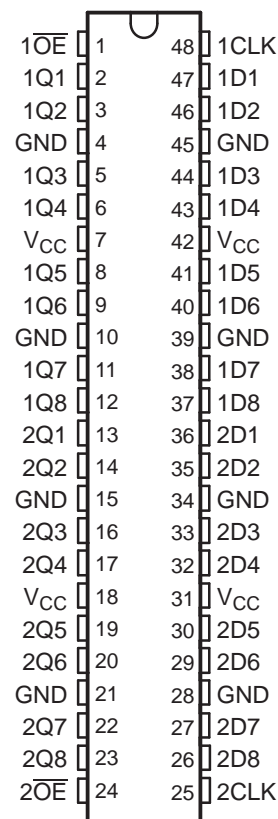 1O̅E̅ 1 48 1CLK
1Q1 2 47 1D1
1Q2 3 46 1D2
GND 4 45 GND
1Q3 5 44 1D3
1Q4 6 43 1D4
VCC 7 42 VCC
1Q5 8 41 1D5
1Q6 9 40 1D6
GND 10 39 GND
1Q7 11 38 1D7
1Q8 12 37 1D8
2Q1 13 36 2D1
2Q2 14 35 2D2
GND 15 34 GND
2Q3 16 33 2D3
2Q4 17 32 2D4
VCC 18 31 VCC
2Q5 19 30 2D5
2Q6 20 29 2D6
GND 21 28 GND
2Q7 22 27 2D7
2Q8 23 26 2D8
2O̅E̅ 24 25 2CLK